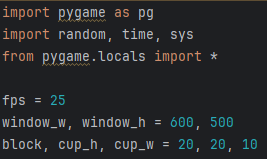 import pygame as pg
import random, time, sys
from pygame.locals import *
fps = 25
window_w, window_h = 600, 500
block, cup_h, cup_w = 20, 20, 10